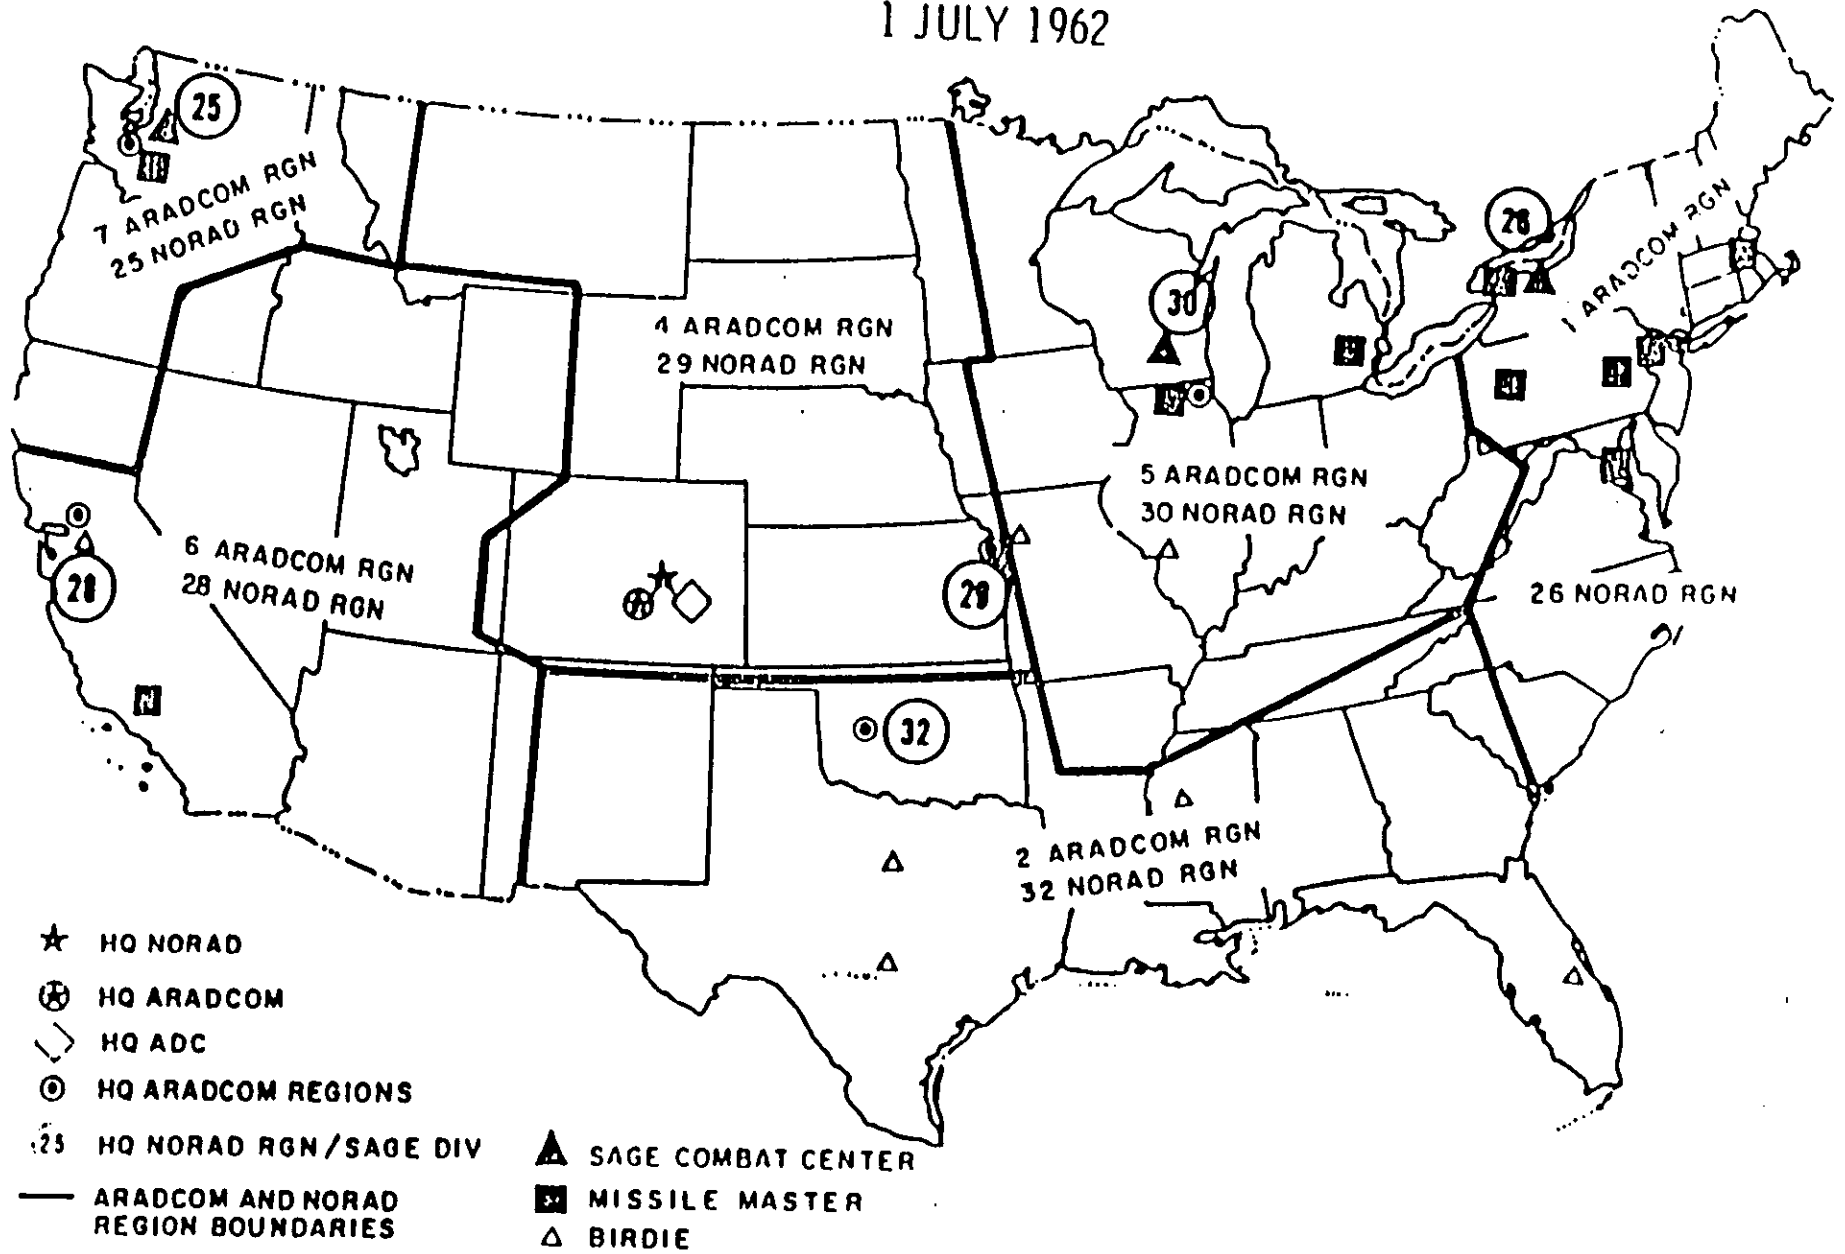 1 JULY 1962
25
7 ARADCOM RGN
25 NORAD RGN
28
1 ARADCOM RGN
30
4 ARADCOM RGN
29 NORAD RGN
5 ARADCOM RGN
30 NORAD RGN
6 ARADCOM RGN
28 NORAD RGN
28
29
26 NORAD RGN
32
2 ARADCOM RGN
32 NORAD RGN
HQ NORAD
HQ ARADCOM
HQ ADC
HQ ARADCOM REGIONS
25 HQ NORAD RGN/SAGE DIV
ARADCOM AND NORAD
REGION BOUNDARIES
SAGE COMBAT CENTER
MISSILE MASTER
BIRDIE